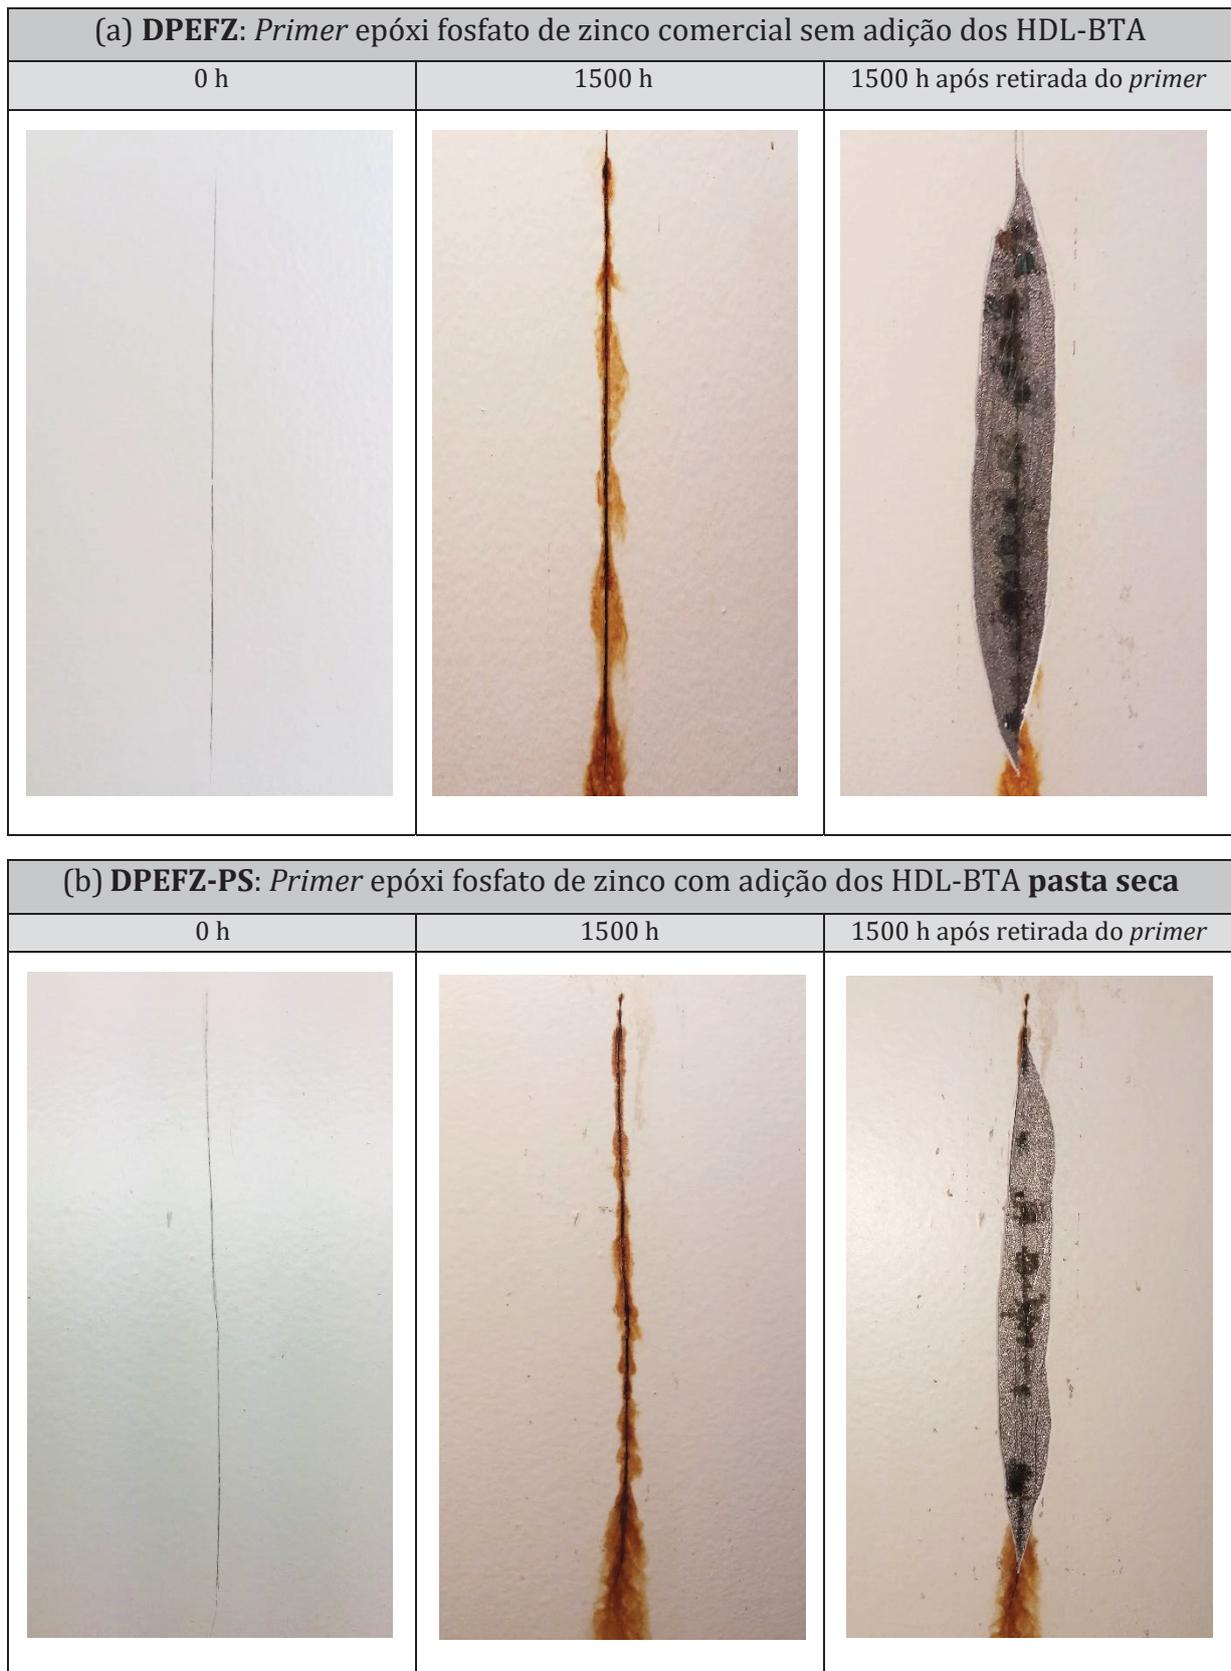 (a) DPEFZ: Primer epóxi fosfato de zinco comercial sem adição dos HDL-BTA
0 h
1500 h
1500 h após retirada do primer
(b) DPEFZ-PS: Primer epóxi fosfato de zinco com adição dos HDL-BTA pasta seca
0 h
1500 h
1500 h após retirada do primer